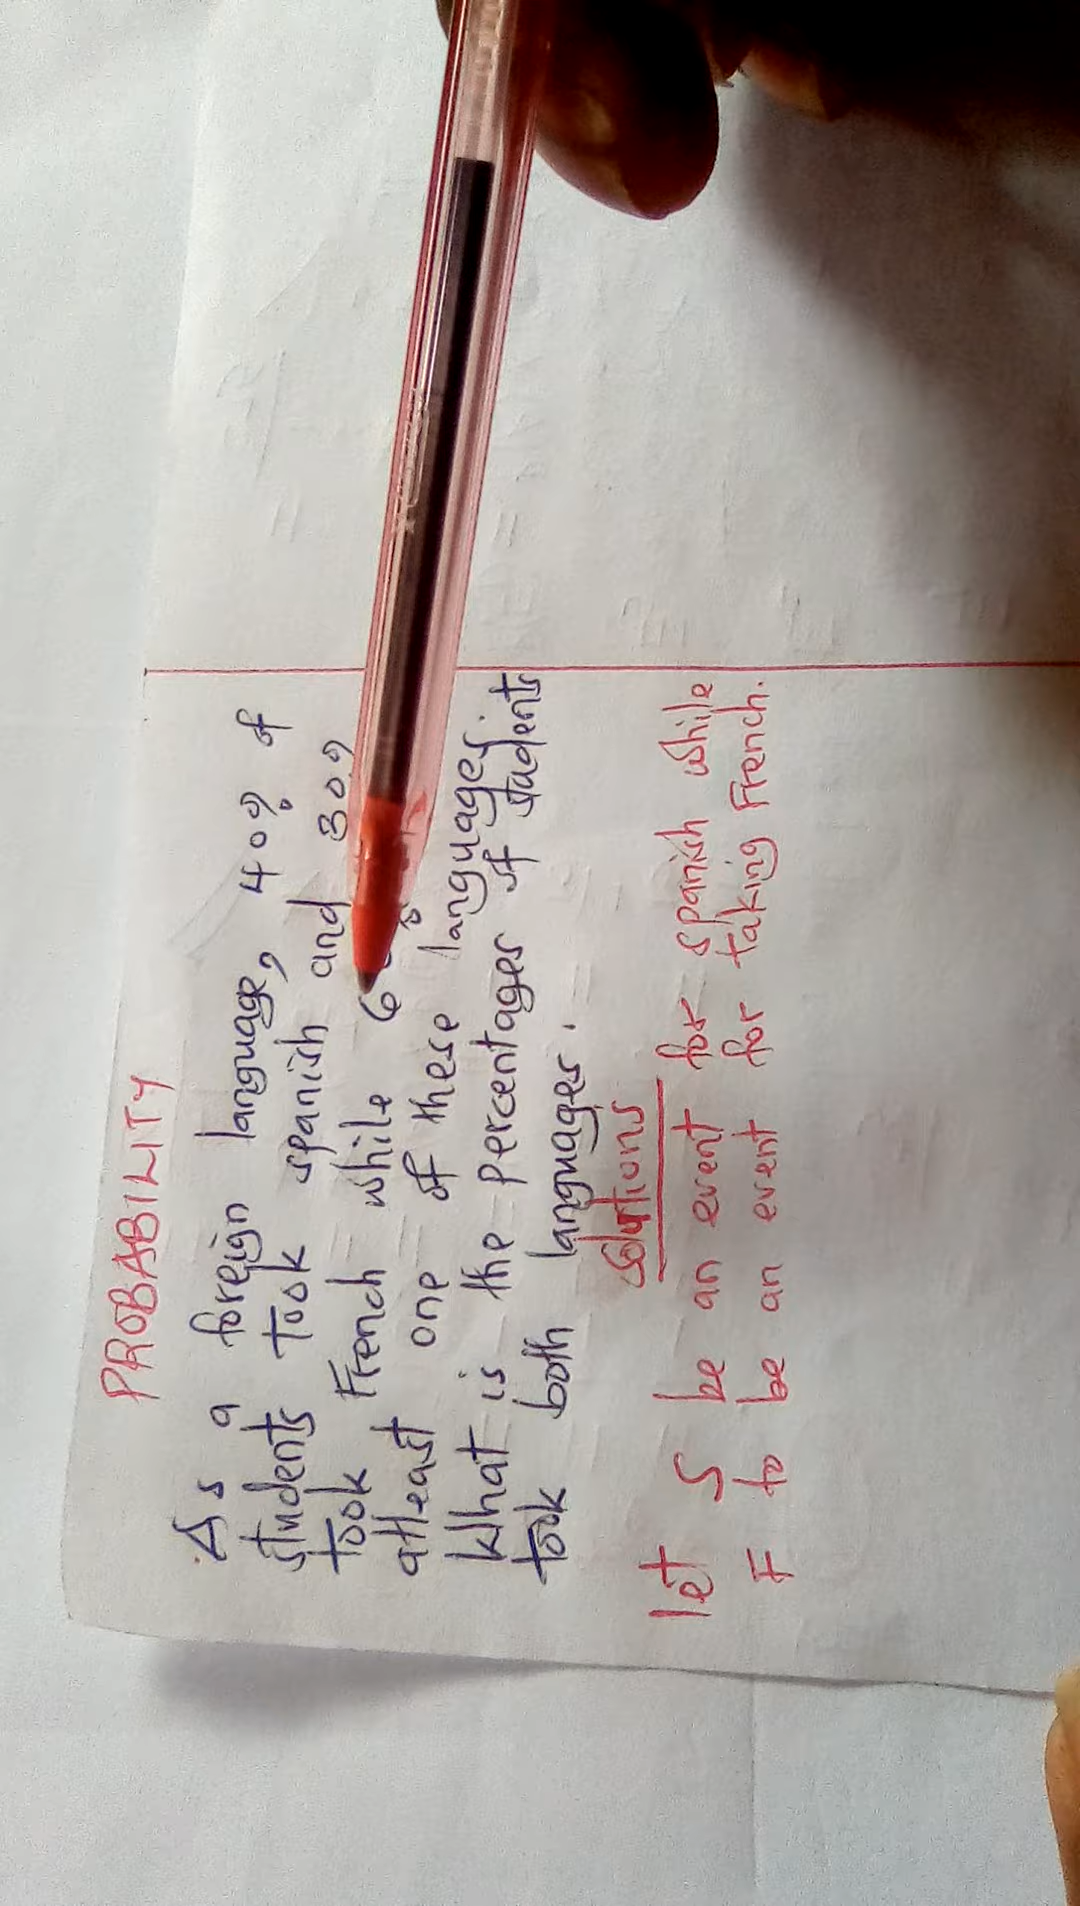 PROBABILITY
As a foreign language, 40% of
students took spanish and 30%
took French while 6
atleast one of these languages.
What is the percentages of students
took both languages.
solutions
let S be an event for spanish while
F to be an event for taking French.